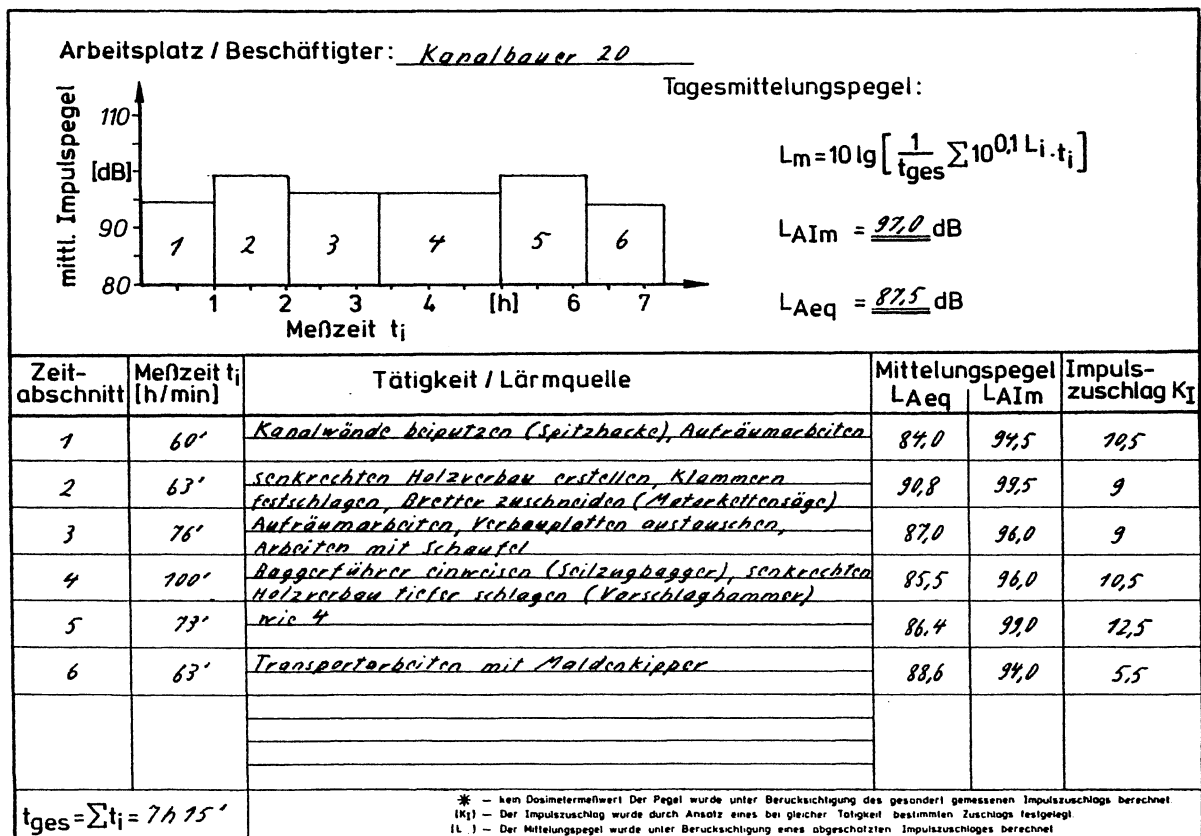 Arbeitsplatz / Beschäftigter: Kanalbauer 20
Tagesmittelungspegel:
mittl. Impulspegel
[dB]
110
90
80
1 2 3 4 5 6
1 2 3 4 [h] 6 7
Meßzeit ti
Lm = 10 lg [ 1/tges ∑ 10^0,1 Li · ti ]
LAIm = 97,0 dB
LAeq = 87,5 dB
Zeit- Meßzeit ti Tätigkeit / Lärmquelle Mittelungspegel Impuls-
abschnitt [h/min] LAeq LAIm zuschlag KI
1 60' Kanalwände beiputzen (Spitzhacke), Aufräumarbeiten 84,0 94,5 10,5
2 63' senkrechten Holzverbau erstellen, Klammern
festschlagen, Bretter zuschneiden (Motorkettensäge) 90,8 99,5 9
3 76' Aufräumarbeiten, Verbauplatten austauschen,
Arbeiten mit Schaufel 87,0 96,0 9
4 100' Baggerführer einweisen (Seilzugbagger), senkrechten
Holzverbau tiefer schlagen (Vorschlaghammer) 85,5 96,0 10,5
5 73' wie 4 86,4 99,0 12,5
6 63' Transportarbeiten mit Muldenkipper 88,6 94,0 5,5
tges = ∑ti = 7h 15'
* – kein Dosimetermeßwert Der Pegel wurde unter Berücksichtigung des gesondert gemessenen Impulszuschlags berechnet.
(KI) – Der Impulszuschlag wurde durch Ansatz eines bei gleicher Tätigkeit bestimmten Zuschlags festgelegt.
(L ) – Der Mittelungspegel wurde unter Berücksichtigung eines abgeschätzten Impulszuschlages berechnet